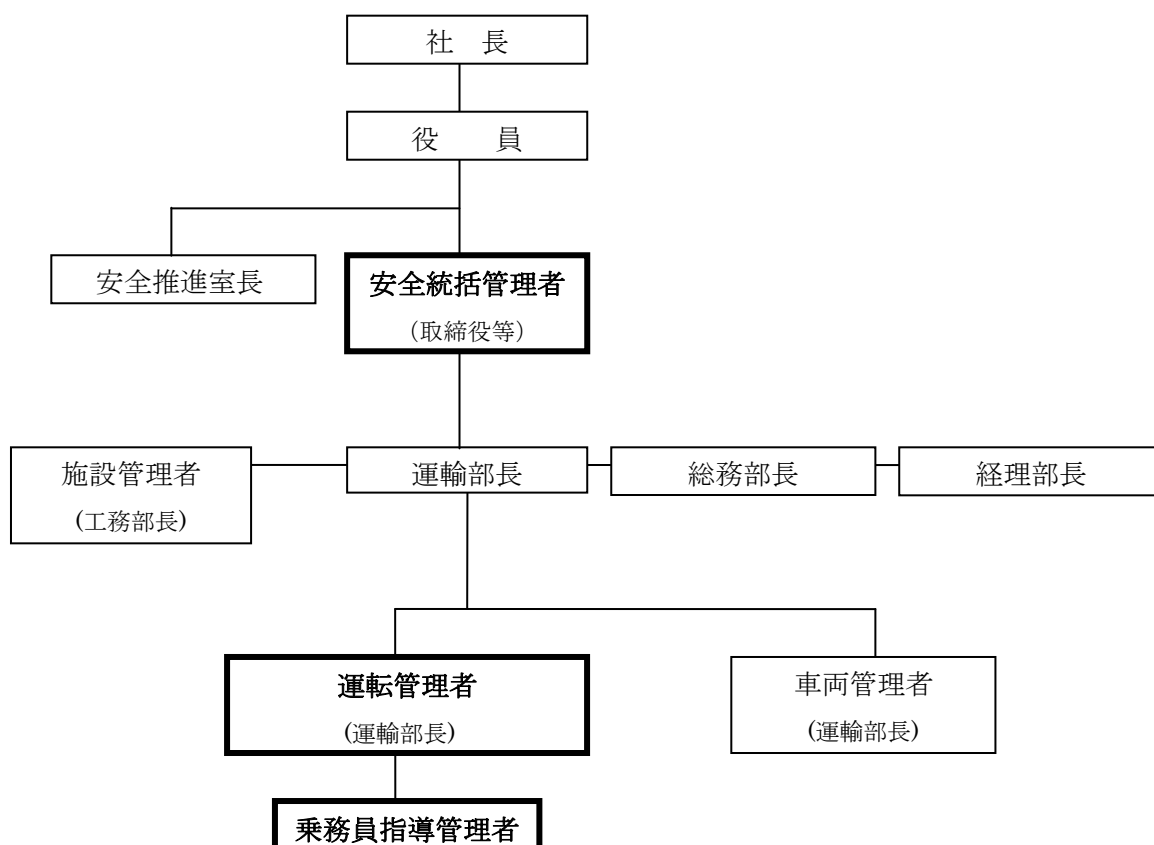 社　長
役　　員
安全推進室長
安全統括管理者
（取締役等）
施設管理者
(工務部長)
運輸部長
総務部長
経理部長
運転管理者
(運輸部長)
車両管理者
(運輸部長)
乗務員指導管理者